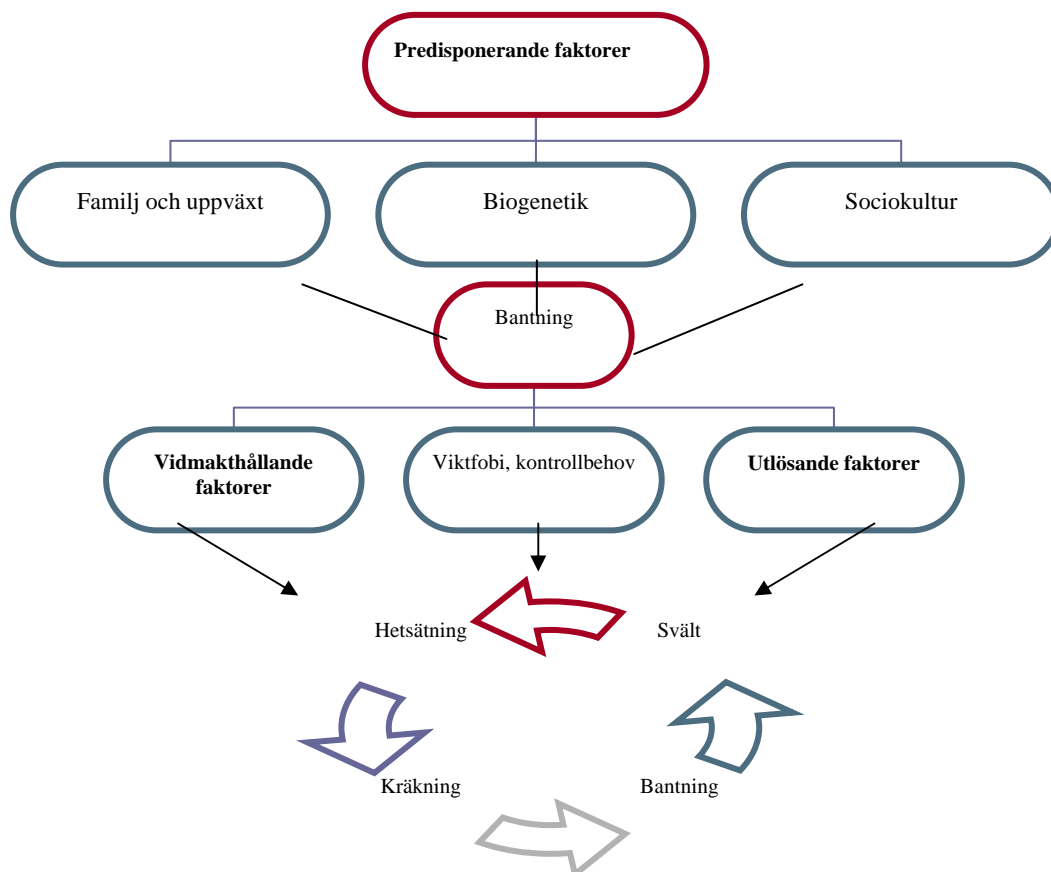 Predisponerande faktorer
Familj och uppväxt
Biogenetik
Sociokultur
Bantning
Vidmakthållande
faktorer
Viktfobi, kontrollbehov
Utlösande faktorer
Hetsätning
Svält
Kräkning
Bantning